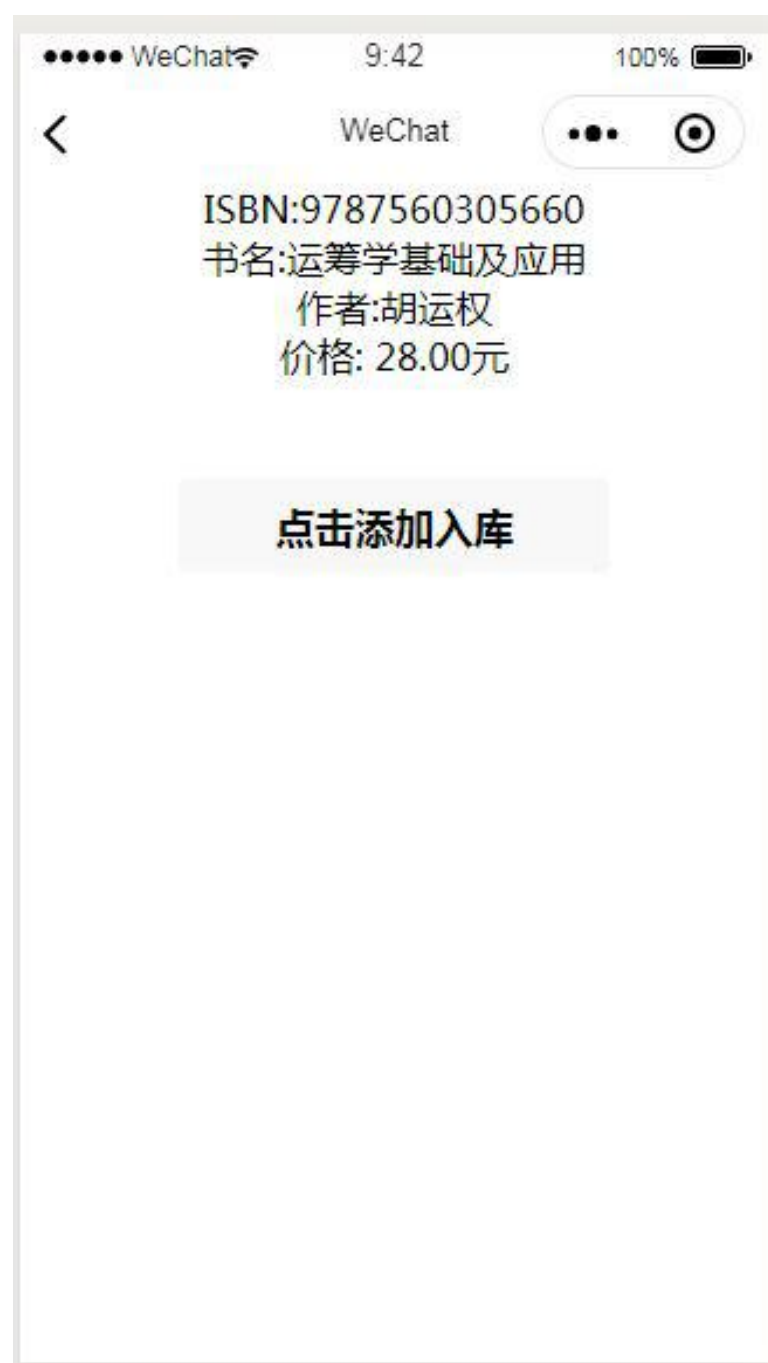 WeChat 9:42 100%
WeChat
ISBN:9787560305660
书名:运筹学基础及应用
作者:胡运权
价格: 28.00元
点击添加入库